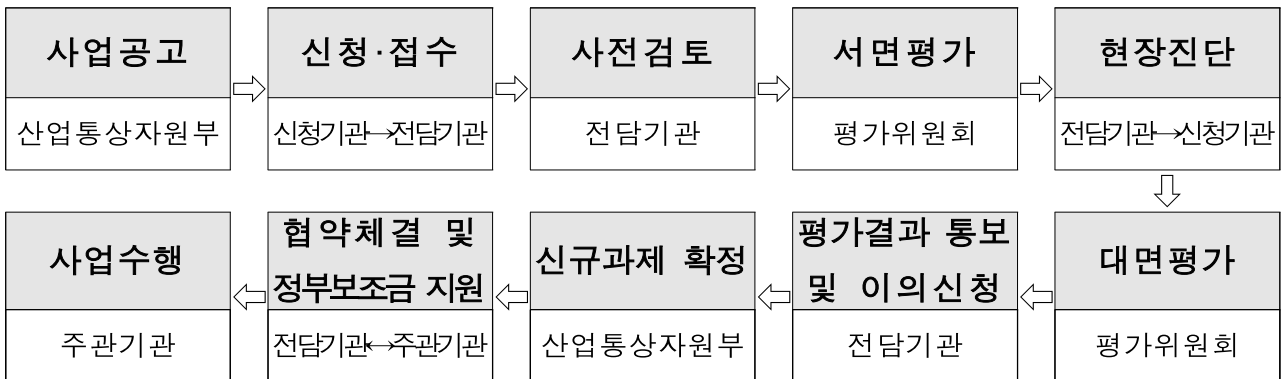 사업공고
산업통상자원부
신청·접수
신청기관→전담기관
사전검토
전담기관
서면평가
평가위원회
현장진단
전담기관→신청기관
대면평가
평가위원회
평가결과 통보
및 이의신청
전담기관
신규과제 확정
산업통상자원부
협약체결 및
정부보조금 지원
전담기관↔주관기관
사업수행
주관기관